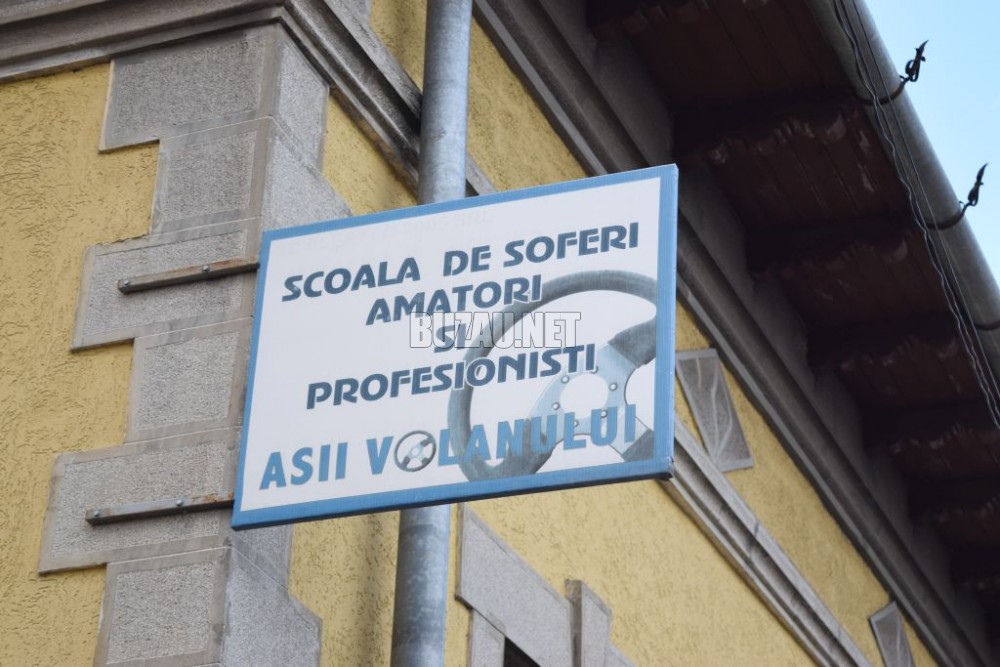 SCOALA DE SOFERI
AMATORI
SI
BUZAU.NET
PROFESIONISTI
ASII VOLANULUI